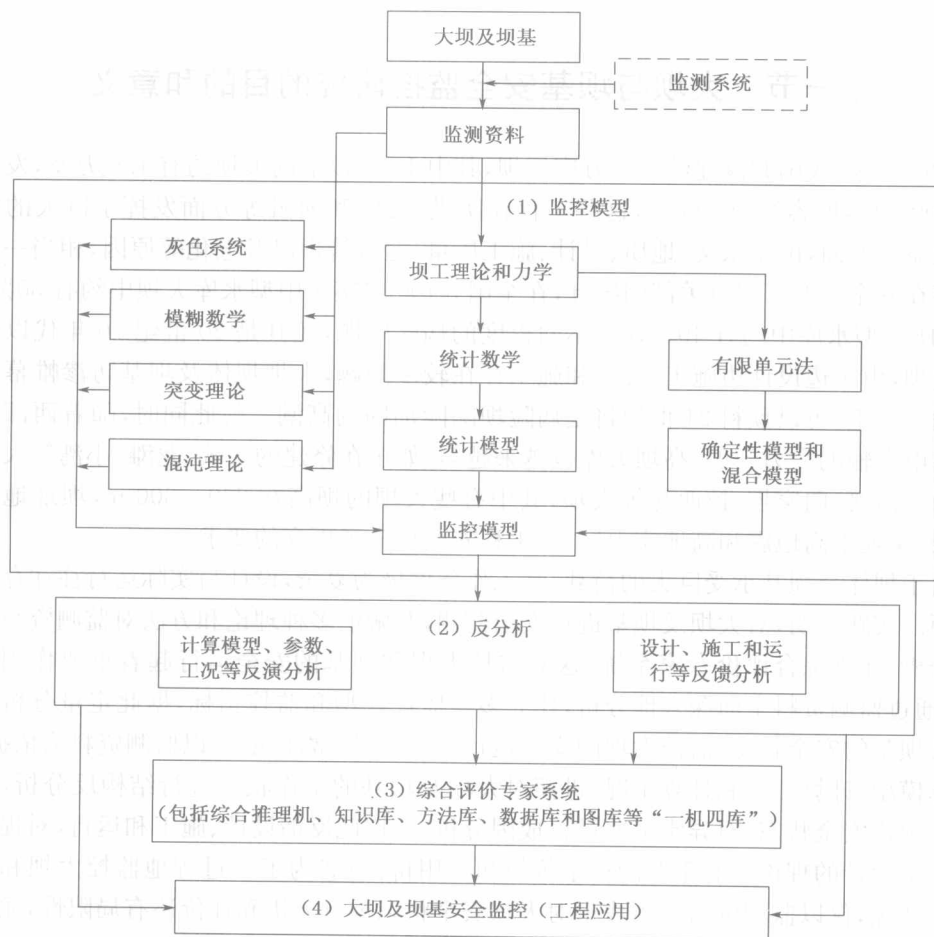 大坝及坝基
监测系统
监测资料
(1) 监控模型
灰色系统
坝工理论和力学
模糊数学
统计数学
有限单元法
突变理论
统计模型
确定性模型和
混合模型
混沌理论
监控模型
(2) 反分析
计算模型、参数、
工况等反演分析
设计、施工和运
行等反馈分析
(3) 综合评价专家系统
(包括综合推理机、知识库、方法库、数据库和图库等“一机四库”)
(4) 大坝及坝基安全监控(工程应用)